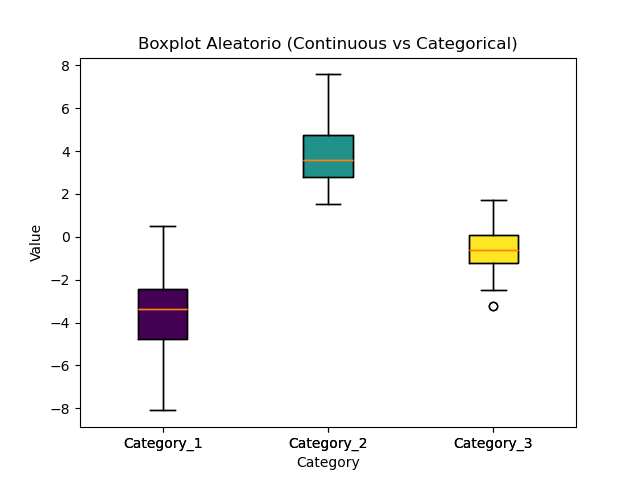 Boxplot Aleatorio (Continuous vs Categorical)
8
6
4
2
0
−2
−4
−6
−8
Value
Category_1 Category_2 Category_3
Category